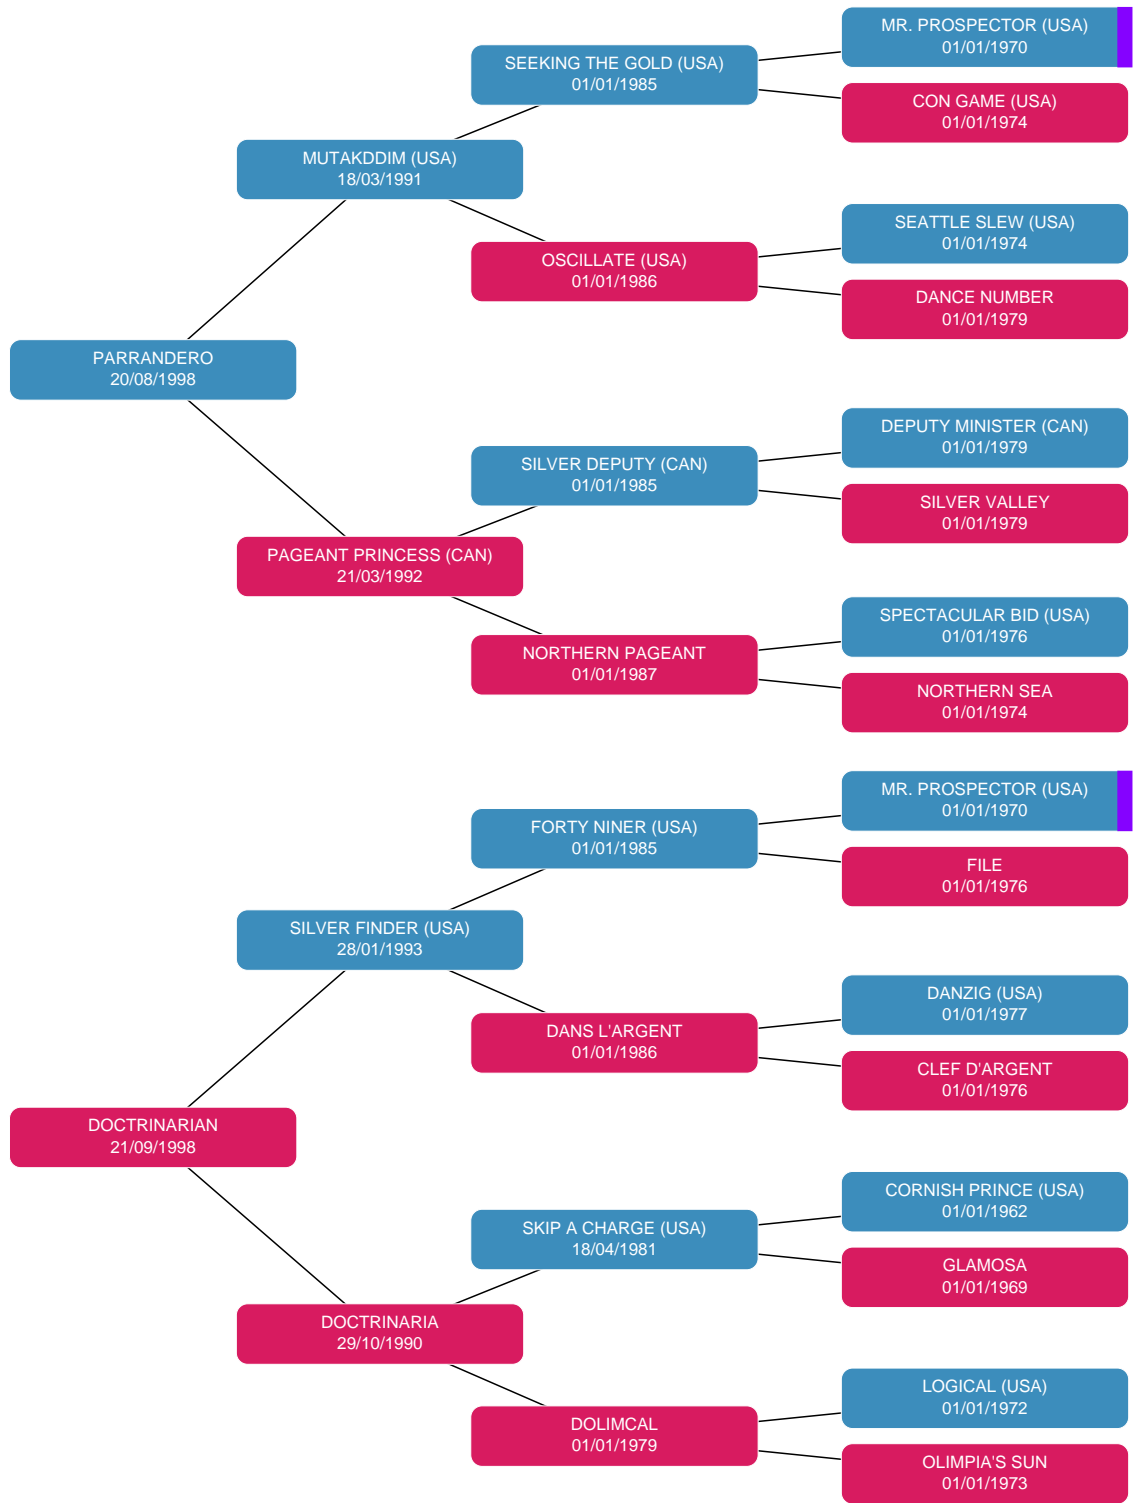 MR. PROSPECTOR (USA)
01/01/1970
SEEKING THE GOLD (USA)
01/01/1985
CON GAME (USA)
01/01/1974
MUTAKDDIM (USA)
18/03/1991
SEATTLE SLEW (USA)
01/01/1974
OSCILLATE (USA)
01/01/1986
DANCE NUMBER
01/01/1979
PARRANDERO
20/08/1998
DEPUTY MINISTER (CAN)
01/01/1979
SILVER DEPUTY (CAN)
01/01/1985
SILVER VALLEY
01/01/1979
PAGEANT PRINCESS (CAN)
21/03/1992
SPECTACULAR BID (USA)
01/01/1976
NORTHERN PAGEANT
01/01/1987
NORTHERN SEA
01/01/1974
MR. PROSPECTOR (USA)
01/01/1970
FORTY NINER (USA)
01/01/1985
FILE
01/01/1976
SILVER FINDER (USA)
28/01/1993
DANZIG (USA)
01/01/1977
DANS L'ARGENT
01/01/1986
CLEF D'ARGENT
01/01/1976
DOCTRINARIAN
21/09/1998
CORNISH PRINCE (USA)
01/01/1962
SKIP A CHARGE (USA)
18/04/1981
GLAMOSA
01/01/1969
DOCTRINARIA
29/10/1990
LOGICAL (USA)
01/01/1972
DOLIMCAL
01/01/1979
OLIMPIA'S SUN
01/01/1973